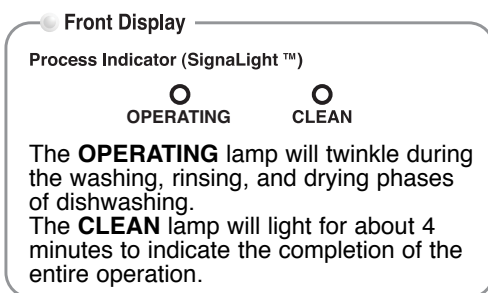 Front Display
Process Indicator (SignaLight ™)
OPERATING CLEAN
The OPERATING lamp will twinkle during
the washing, rinsing, and drying phases
of dishwashing.
The CLEAN lamp will light for about 4
minutes to indicate the completion of the
entire operation.